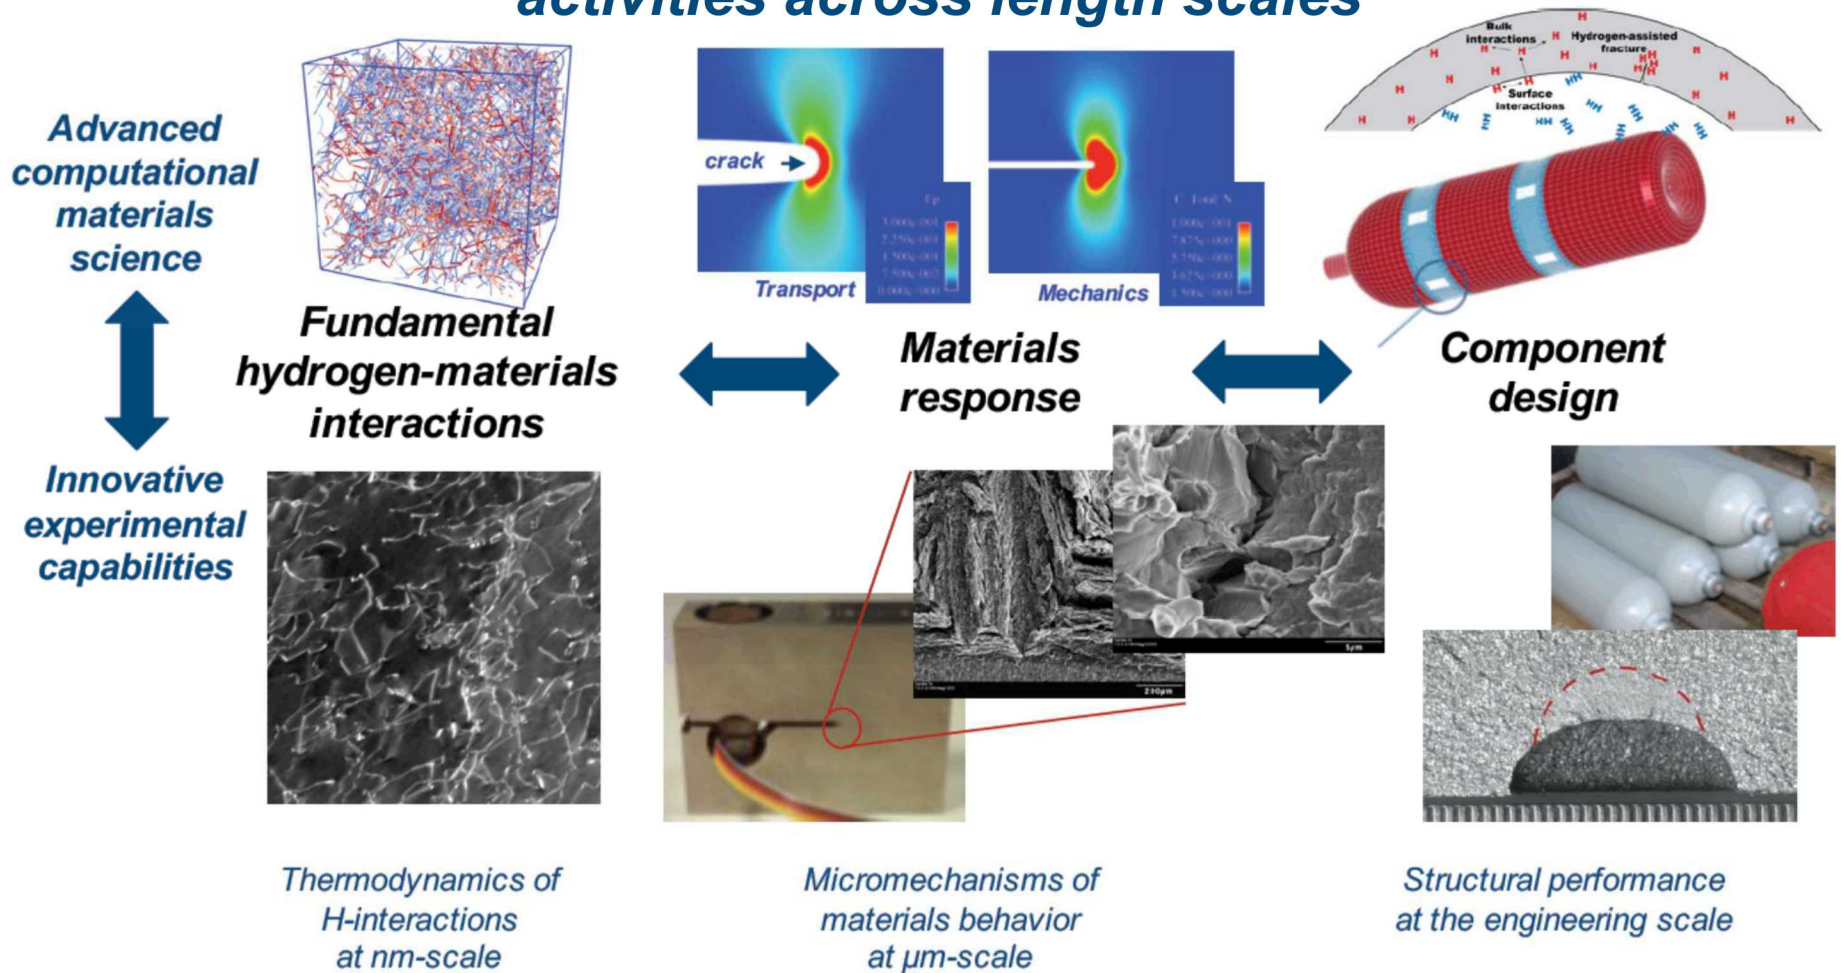 activities across length scales
Advanced
computational
materials
science
Innovative
experimental
capabilities
Fundamental
hydrogen-materials
interactions
crack
Transport
Mechanics
Materials
response
Bulk
interactions
Hydrogen-assisted
fracture
Surface
interactions
Component
design
200µm
5µm
Thermodynamics of
H-interactions
at nm-scale
Micromechanisms of
materials behavior
at µm-scale
Structural performance
at the engineering scale